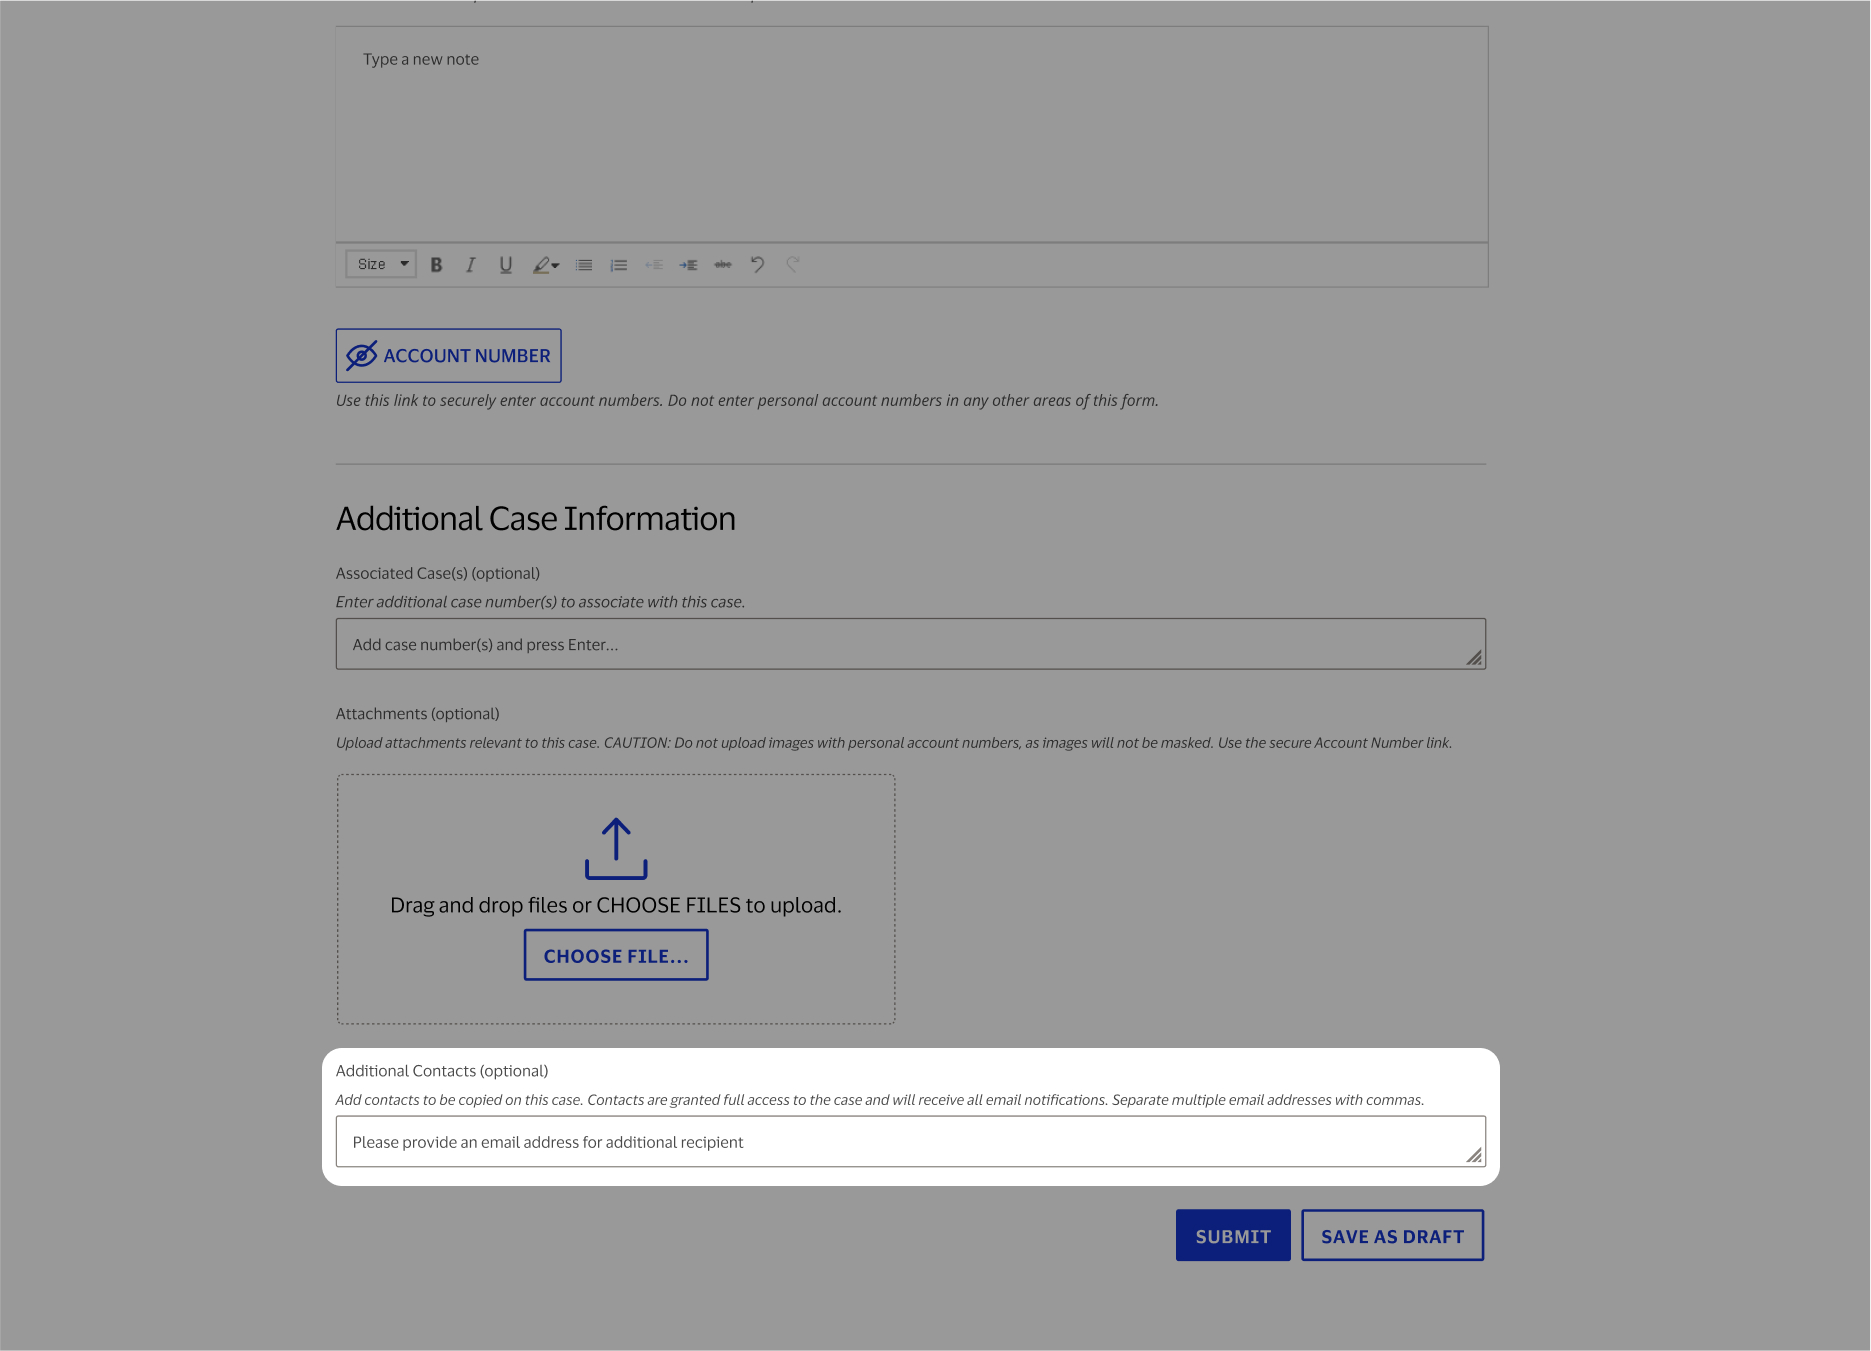 Type a new note
Size
B I U abc
ACCOUNT NUMBER
Use this link to securely enter account numbers. Do not enter personal account numbers in any other areas of this form.
Additional Case Information
Associated Case(s) (optional)
Enter additional case number(s) to associate with this case.
Add case number(s) and press Enter...
Attachments (optional)
Upload attachments relevant to this case. CAUTION: Do not upload images with personal account numbers, as images will not be masked. Use the secure Account Number link.
Drag and drop files or CHOOSE FILES to upload.
CHOOSE FILE...
Additional Contacts (optional)
Add contacts to be copied on this case. Contacts are granted full access to the case and will receive all email notifications. Separate multiple email addresses with commas.
Please provide an email address for additional recipient
SUBMIT
SAVE AS DRAFT